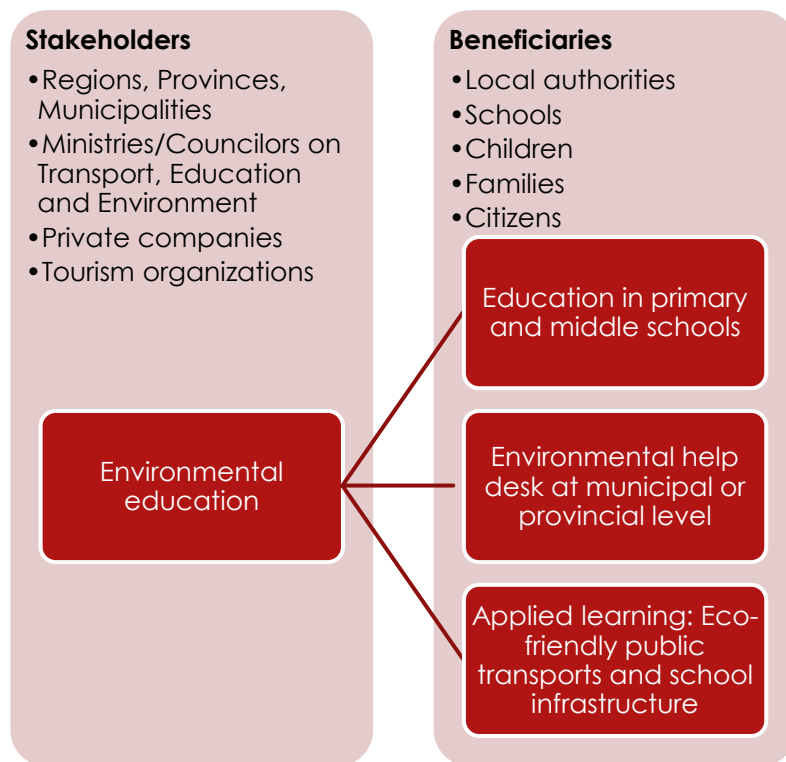 Stakeholders
•Regions, Provinces,
Municipalities
•Ministries/Councilors on
Transport, Education
and Environment
•Private companies
•Tourism organizations
Environmental
education
Beneficiaries
•Local authorities
•Schools
•Children
•Families
•Citizens
Education in primary
and middle schools
Environmental help
desk at municipal or
provincial level
Applied learning: Eco-
friendly public
transports and school
infrastructure